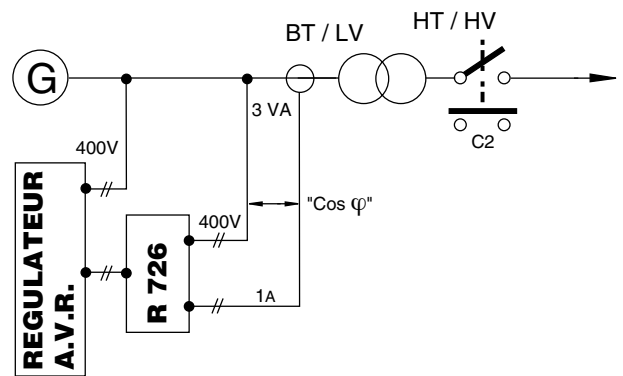 BT / LV
HT / HV
G
3 VA
400V
C2
REGULATEUR
A.V.R.
R 726
400V
"Cos φ"
1A